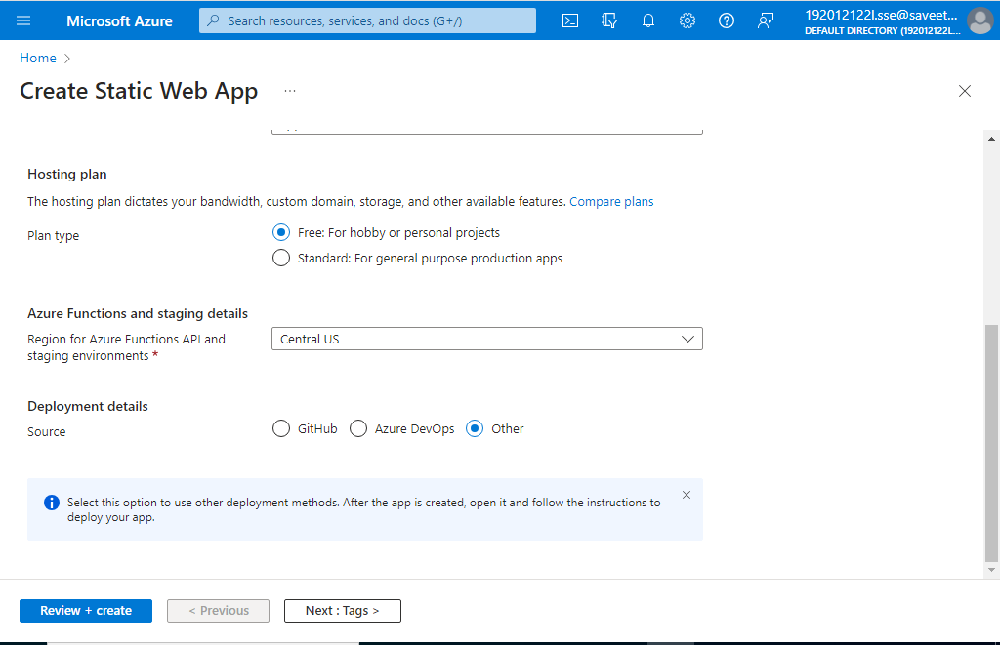 Microsoft Azure
Search resources, services, and docs (G+/)
192012122l.sse@saveet...
DEFAULT DIRECTORY (192012122L...
Home >
Create Static Web App ...
Hosting plan
The hosting plan dictates your bandwidth, custom domain, storage, and other available features. Compare plans
Plan type
Free: For hobby or personal projects
Standard: For general purpose production apps
Azure Functions and staging details
Region for Azure Functions API and
staging environments *
Central US
Deployment details
Source
GitHub
Azure DevOps
Other
Select this option to use other deployment methods. After the app is created, open it and follow the instructions to
deploy your app.
Review + create
< Previous
Next : Tags >